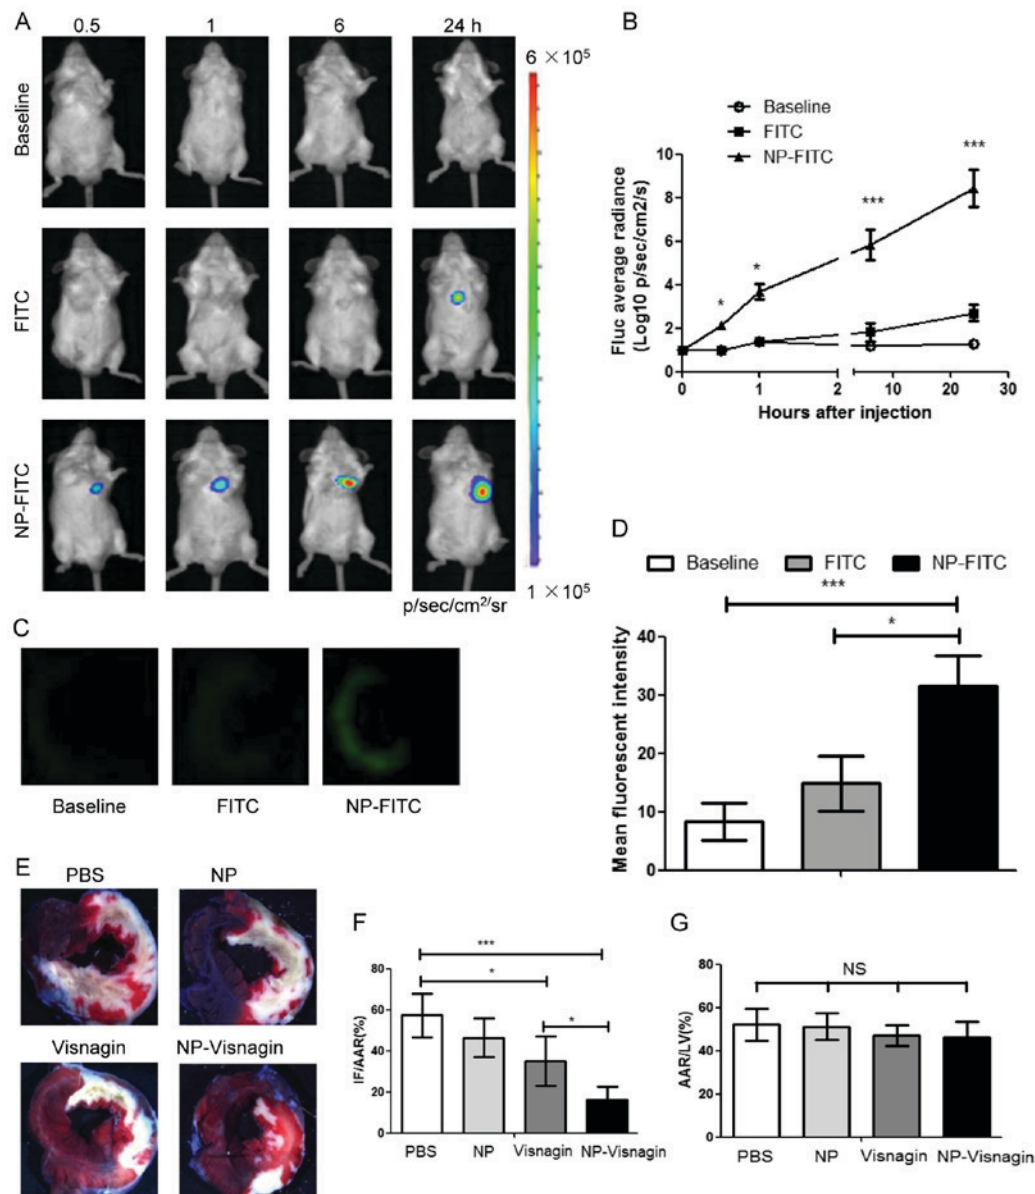 A
0.5 1 6 24 h
Baseline
FITC
NP-FITC
6 ×10⁵
1 ×10⁵
p/sec/cm²/sr
B
Baseline
FITC
NP-FITC
Fluc average radiance
(Log10 p/sec/cm2/s)
10
8
6
4
2
0
* * *** ***
0 1 2 10 20 30
Hours after injection
C
Baseline FITC NP-FITC
D
Baseline FITC NP-FITC
***
*
Mean fluorescent intensity
40
30
20
10
0
E
PBS NP
Visnagin NP-Visnagin
F
***
*
*
IF/AAR(%)
80
60
40
20
0
PBS NP Visnagin NP-Visnagin
G
NS
AAR/LV(%)
80
60
40
20
0
PBS NP Visnagin NP-Visnagin